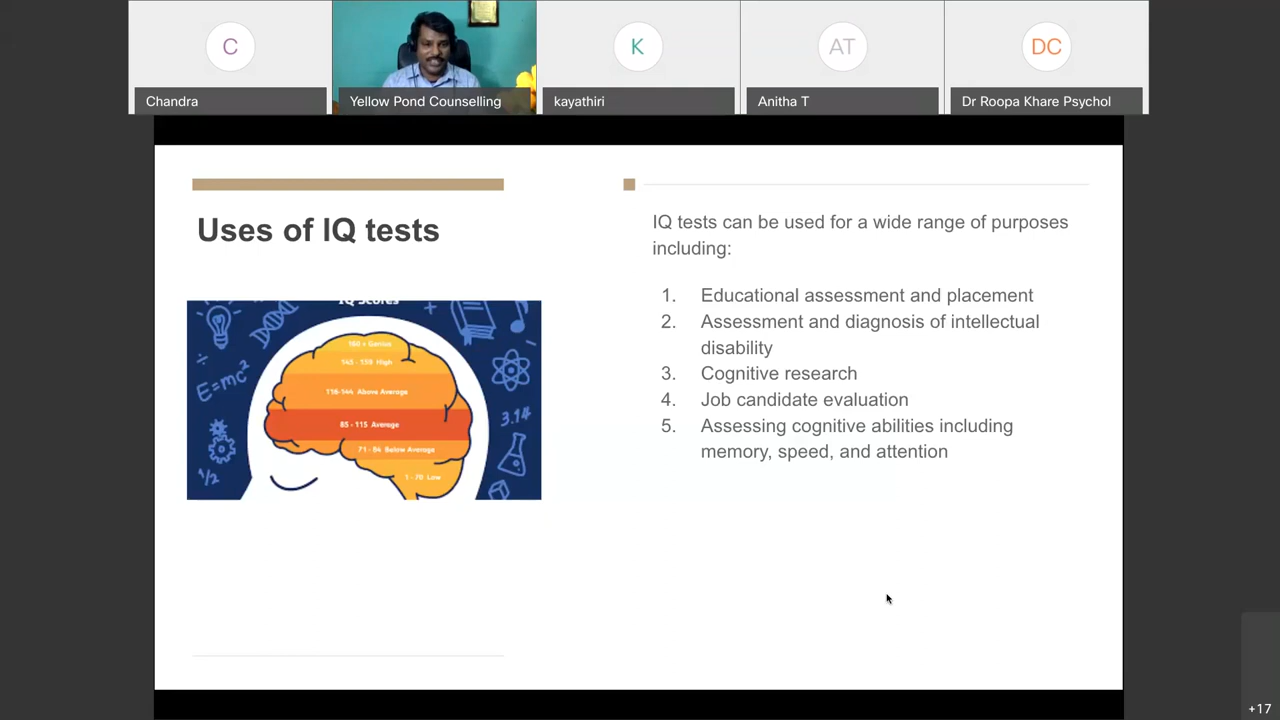 C
K
AT
DC
Chandra
Yellow Pond Counselling
kayathiri
Anitha T
Dr Roopa Khare Psychol
Uses of IQ tests
IQ Scores
160 + Genius
145 - 159 High
116-144 Above Average
85 - 115 Average
71 - 84 Below Average
1 - 70 Low
E=mc²
3.14
÷
+
1/2
IQ tests can be used for a wide range of purposes
including:
1. Educational assessment and placement
2. Assessment and diagnosis of intellectual
disability
3. Cognitive research
4. Job candidate evaluation
5. Assessing cognitive abilities including
memory, speed, and attention
+17